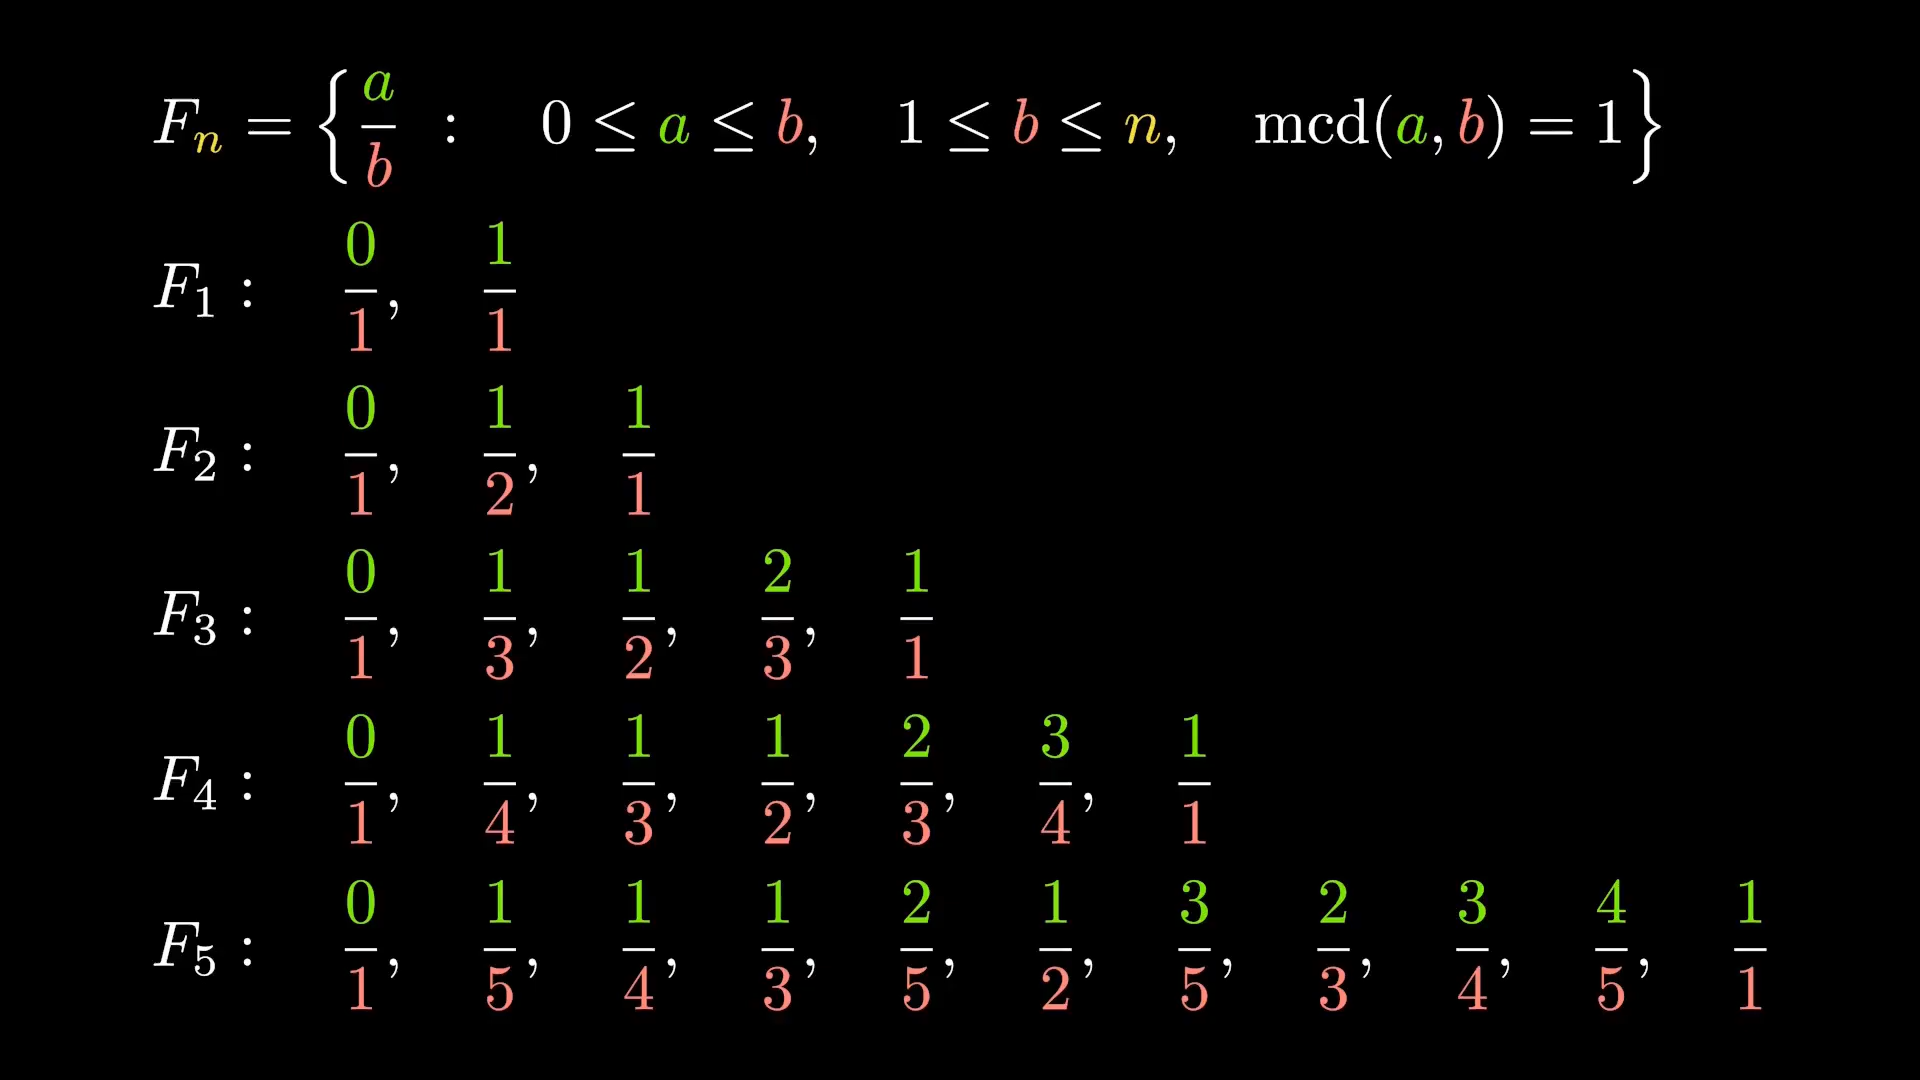 F_n = { a/b : 0 ≤ a ≤ b, 1 ≤ b ≤ n, mcd(a, b) = 1 }
F_1 : 0/1, 1/1
F_2 : 0/1, 1/2, 1/1
F_3 : 0/1, 1/3, 1/2, 2/3, 1/1
F_4 : 0/1, 1/4, 1/3, 1/2, 2/3, 3/4, 1/1
F_5 : 0/1, 1/5, 1/4, 1/3, 2/5, 1/2, 3/5, 2/3, 3/4, 4/5, 1/1